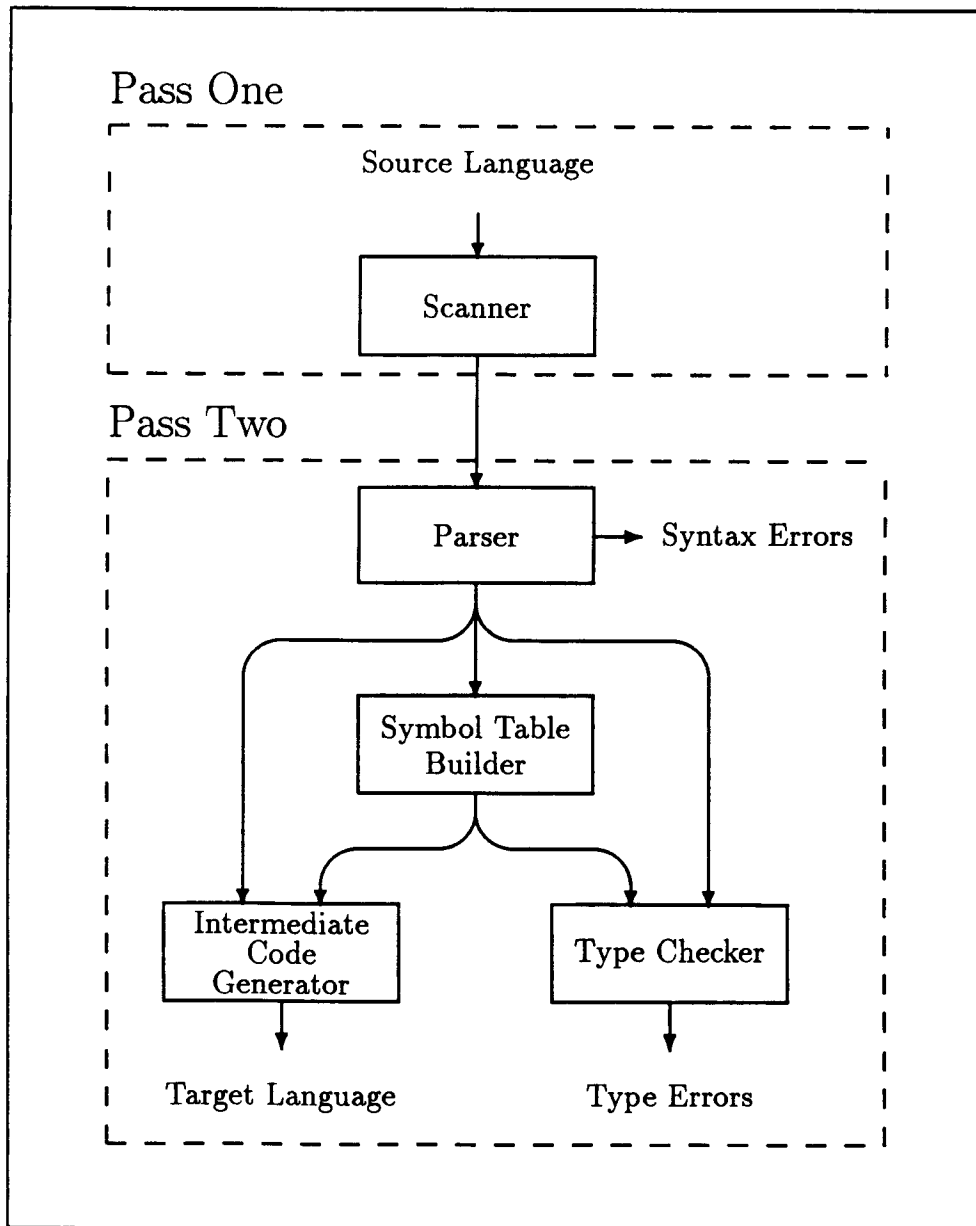 Pass One
Source Language
Scanner
Pass Two
Parser
Syntax Errors
Symbol Table
Builder
Intermediate
Code
Generator
Type Checker
Target Language
Type Errors